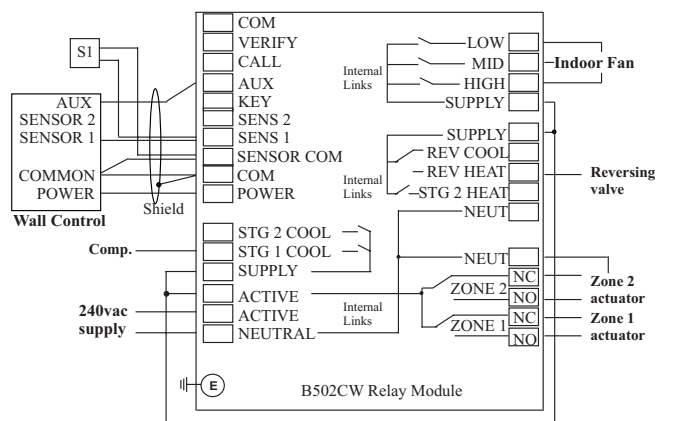 S1
AUX
SENSOR 2
SENSOR 1
COMMON
POWER
Wall Control
Shield
Comp.
240vac
supply
COM
VERIFY
CALL
AUX
KEY
SENS 2
SENS 1
SENSOR COM
COM
POWER
STG 2 COOL
STG 1 COOL
SUPPLY
ACTIVE
ACTIVE
NEUTRAL
E
Internal
Links
LOW
MID
HIGH
SUPPLY
Indoor Fan
Internal
Links
SUPPLY
REV COOL
REV HEAT
STG 2 HEAT
NEUT
Reversing
valve
Internal
Links
NEUT
ZONE 2
NC
NO
ZONE 1
NC
NO
Zone 2
actuator
Zone 1
actuator
B502CW Relay Module